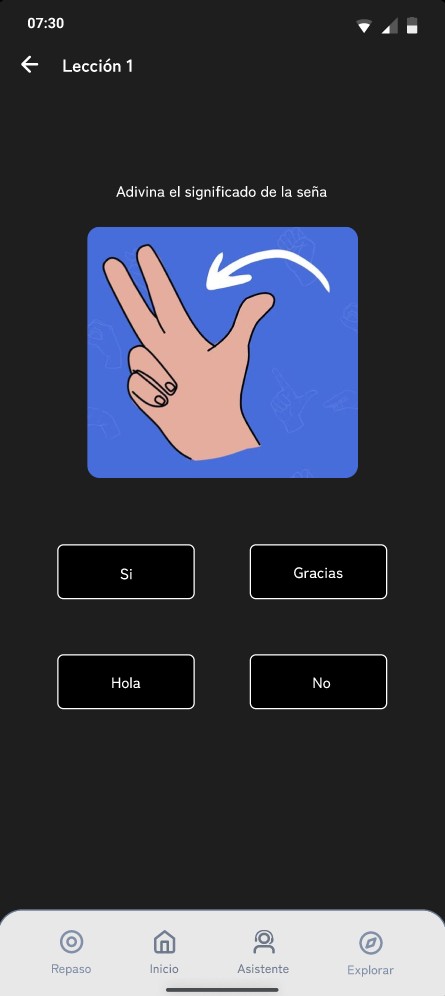 07:30
Lección 1
Adivina el significado de la seña
Si
Gracias
Hola
No
Repaso
Inicio
Asistente
Explorar